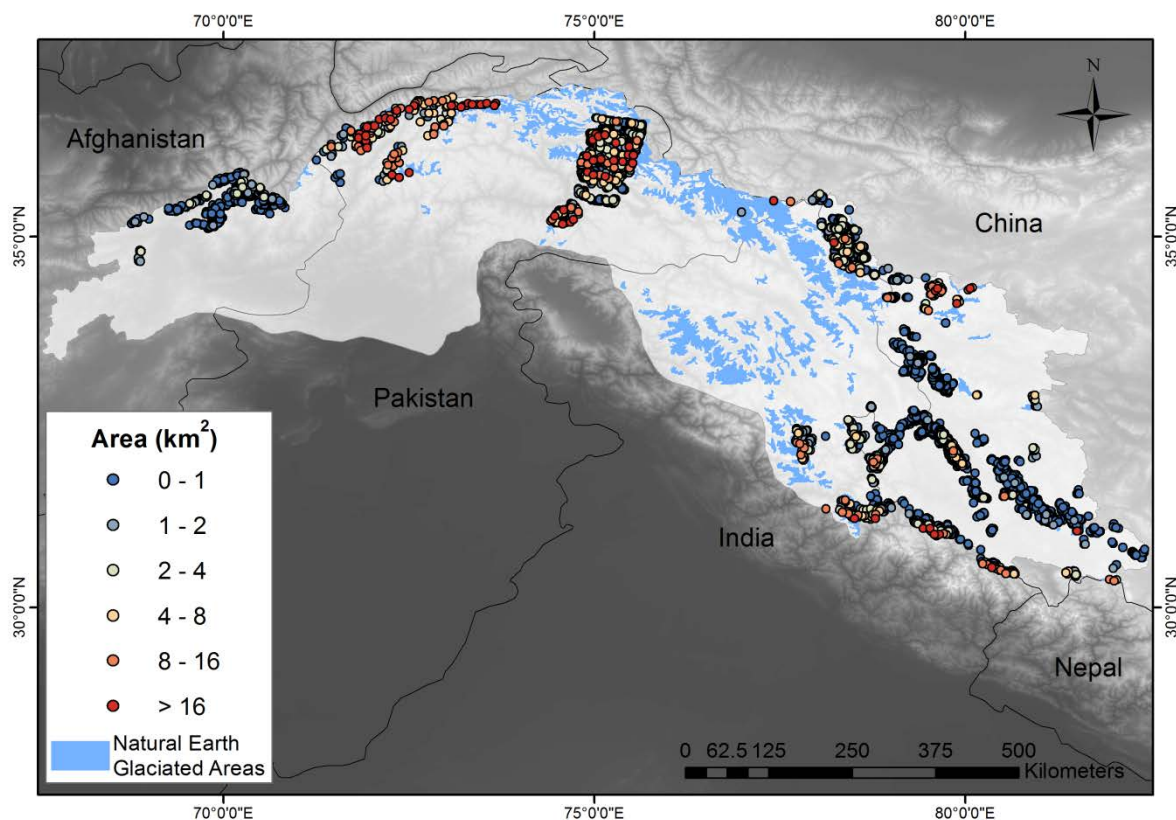 70°0'0"E 75°0'0"E 80°0'0"E
N
Afghanistan
China
35°0'0"N 35°0'0"N
Pakistan
India
Nepal
30°0'0"N 30°0'0"N
Area (km²)
0 - 1
1 - 2
2 - 4
4 - 8
8 - 16
> 16
Natural Earth
Glaciated Areas
0 62.5 125 250 375 500
Kilometers
70°0'0"E 75°0'0"E 80°0'0"E